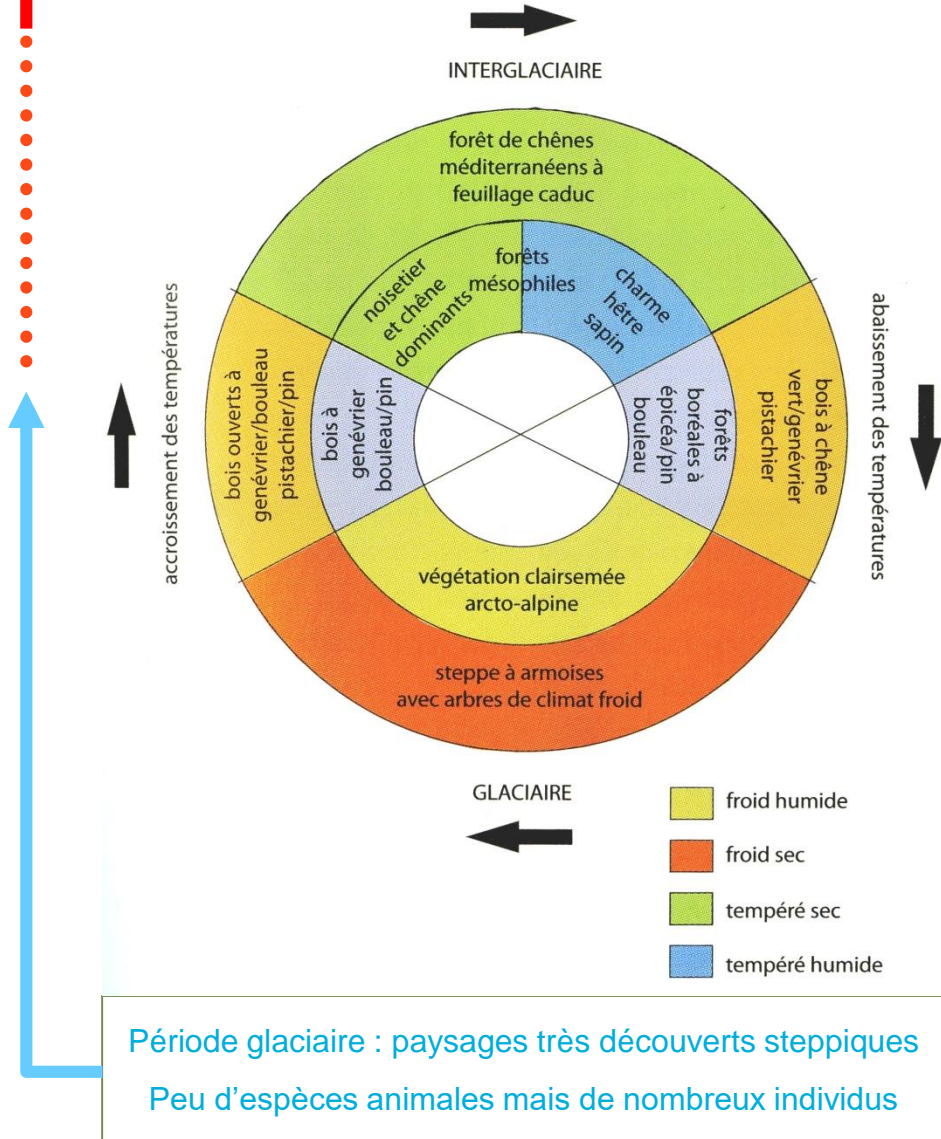 INTERGLACIAIRE
forêt de chênes
méditerranéens à
feuillage caduc
forêts
mésophiles
noisetier
et chêne
dominants
charme
hêtre
sapin
accroissement des températures
bois ouverts à
genévrier/bouleau
pistachier/pin
bois à
genévrier
bouleau/pin
forêts
boréales à
épicéa/pin
bouleau
bois à chêne
vert/genévrier
pistachier
abaissement des températures
végétation clairsemée
arcto-alpine
steppe à armoises
avec arbres de climat froid
GLACIAIRE
froid humide
froid sec
tempéré sec
tempéré humide
Période glaciaire : paysages très découverts steppiques
Peu d’espèces animales mais de nombreux individus